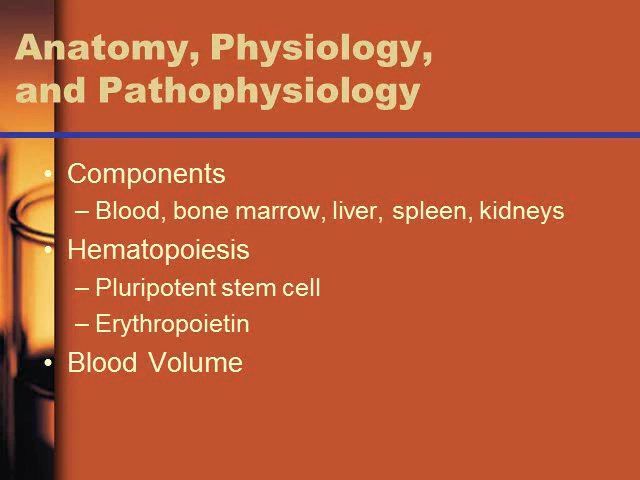 Anatomy, Physiology,
and Pathophysiology
• Components
– Blood, bone marrow, liver, spleen, kidneys
• Hematopoiesis
– Pluripotent stem cell
– Erythropoietin
• Blood Volume